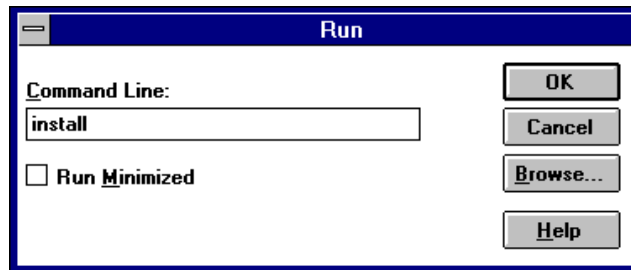 Run
Command Line:
install
Run Minimized
OK
Cancel
Browse...
Help